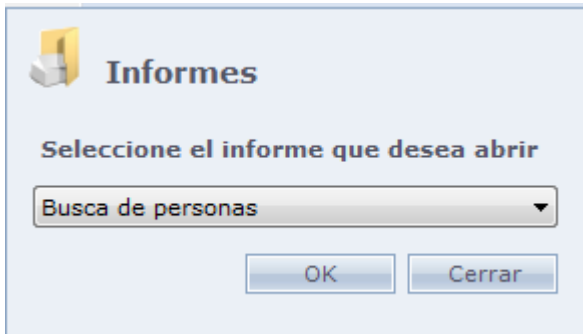 Informes
Seleccione el informe que desea abrir
Busca de personas
OK Cerrar